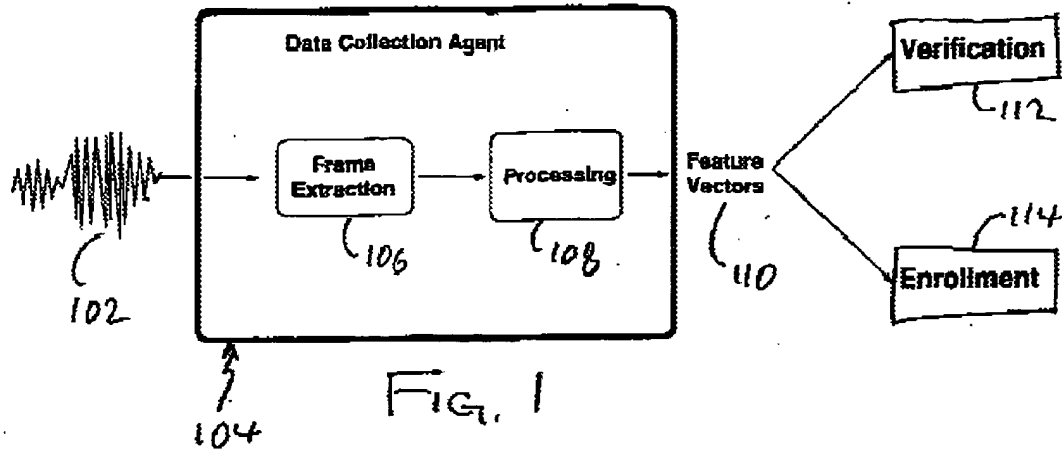 Data Collection Agent
Verification
112
Frame
Extraction
Processing
Feature
Vectors
106
108
110
102
114
Enrollment
104
FIG. 1